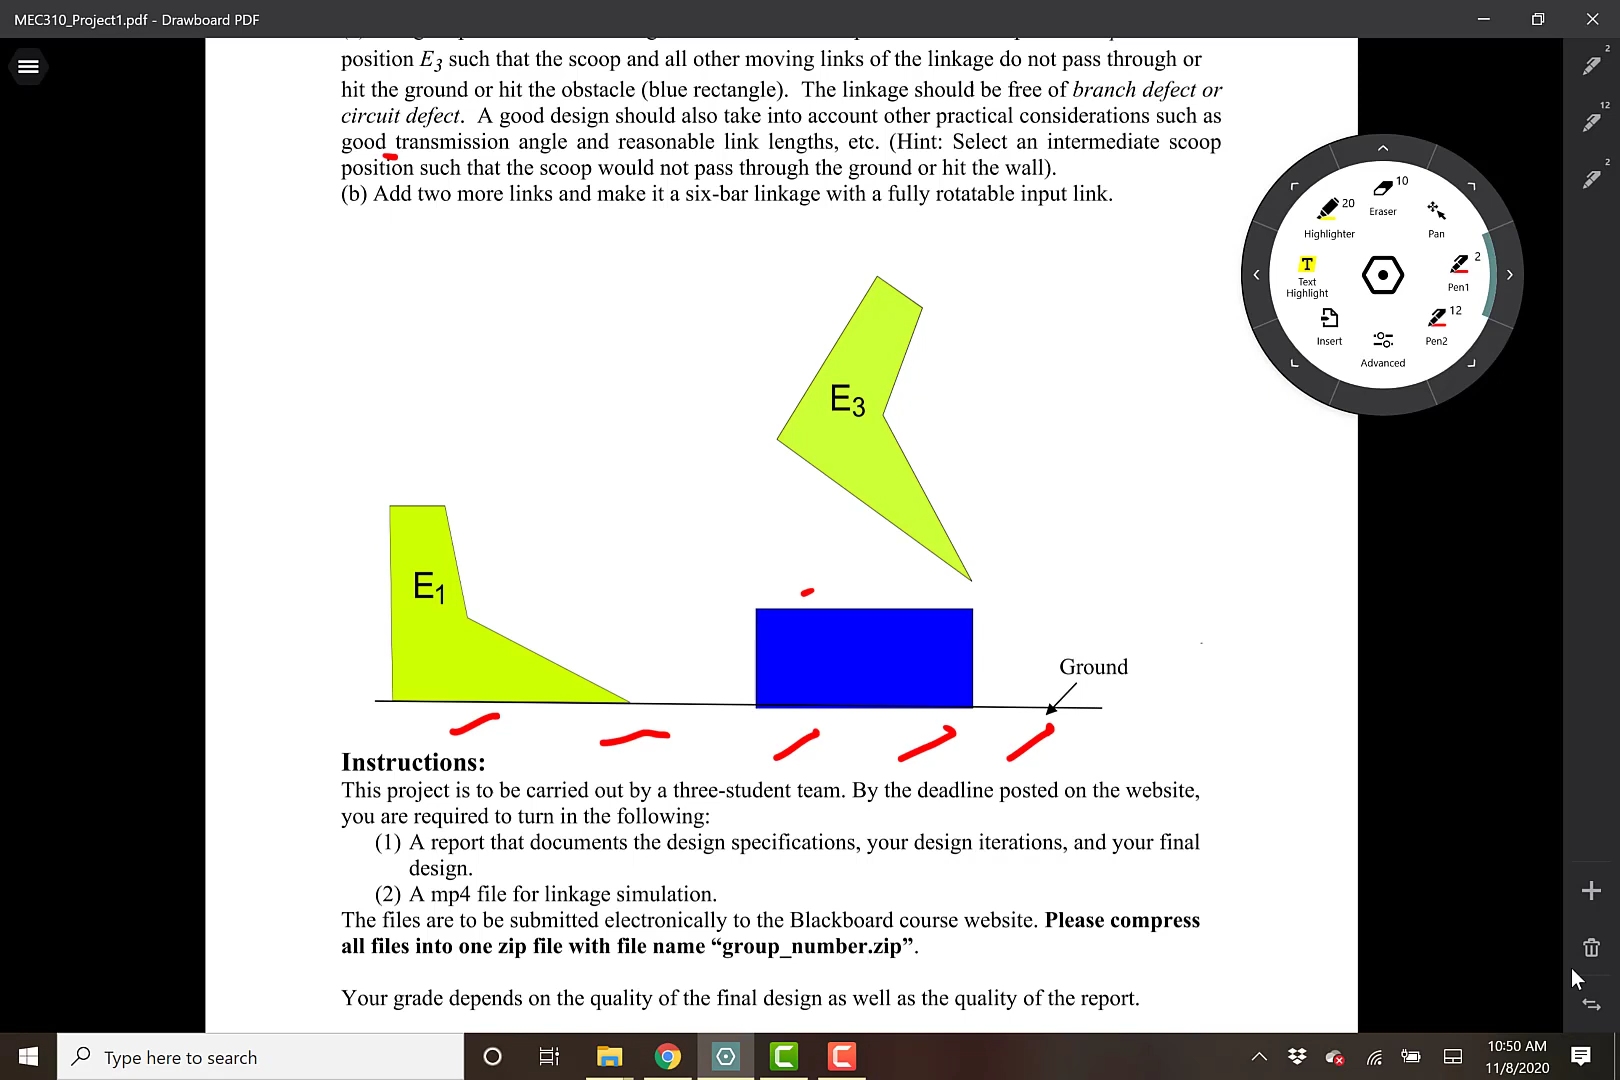 MEC310_Project1.pdf - Drawboard PDF
position E3 such that the scoop and all other moving links of the linkage do not pass through or
hit the ground or hit the obstacle (blue rectangle). The linkage should be free of branch defect or
circuit defect. A good design should also take into account other practical considerations such as
good transmission angle and reasonable link lengths, etc. (Hint: Select an intermediate scoop
position such that the scoop would not pass through the ground or hit the wall).
(b) Add two more links and make it a six-bar linkage with a fully rotatable input link.
2
12
2
10
Eraser
20
Highlighter
Pan
T
Text
Highlight
2
Pen1
12
Pen2
Insert
Advanced
E3
E1
Ground
Instructions:
This project is to be carried out by a three-student team. By the deadline posted on the website,
you are required to turn in the following:
(1) A report that documents the design specifications, your design iterations, and your final
design.
(2) A mp4 file for linkage simulation.
The files are to be submitted electronically to the Blackboard course website. Please compress
all files into one zip file with file name “group_number.zip”.
Your grade depends on the quality of the final design as well as the quality of the report.
Type here to search
10:50 AM
11/8/2020